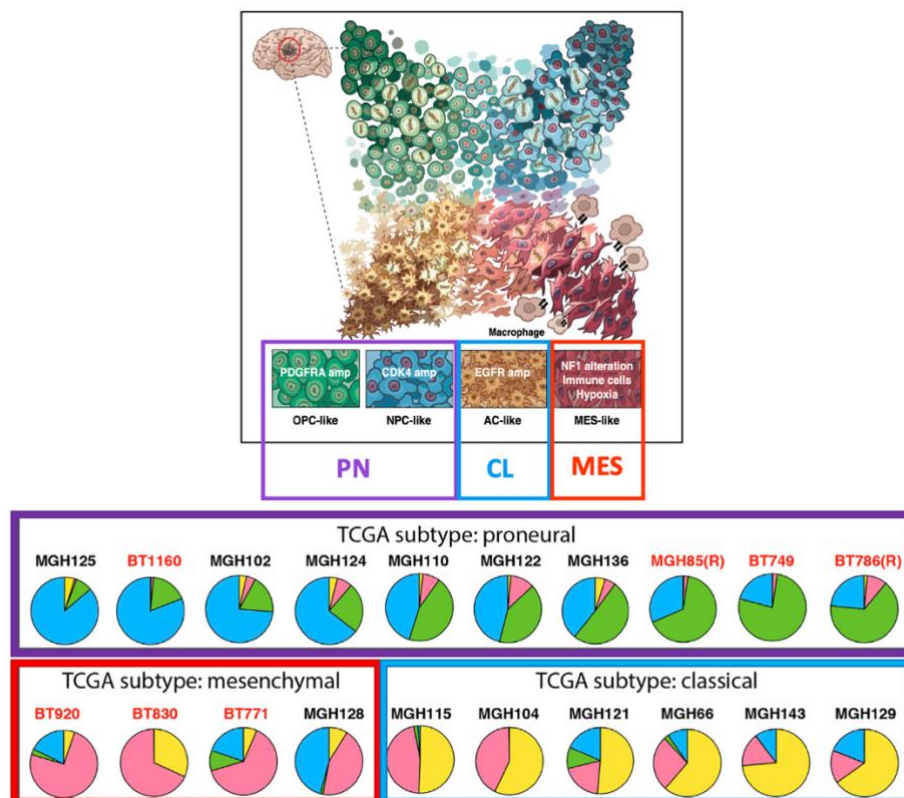 Macrophage
PDGFRA amp
CDK4 amp
EGFR amp
NF1 alteration
Immune cells
Hypoxia
OPC-like
NPC-like
AC-like
MES-like
PN
CL
MES
TCGA subtype: proneural
MGH125
BT1160
MGH102
MGH124
MGH110
MGH122
MGH136
MGH85(R)
BT749
BT786(R)
TCGA subtype: mesenchymal
BT920
BT830
BT771
MGH128
TCGA subtype: classical
MGH115
MGH104
MGH121
MGH66
MGH143
MGH129